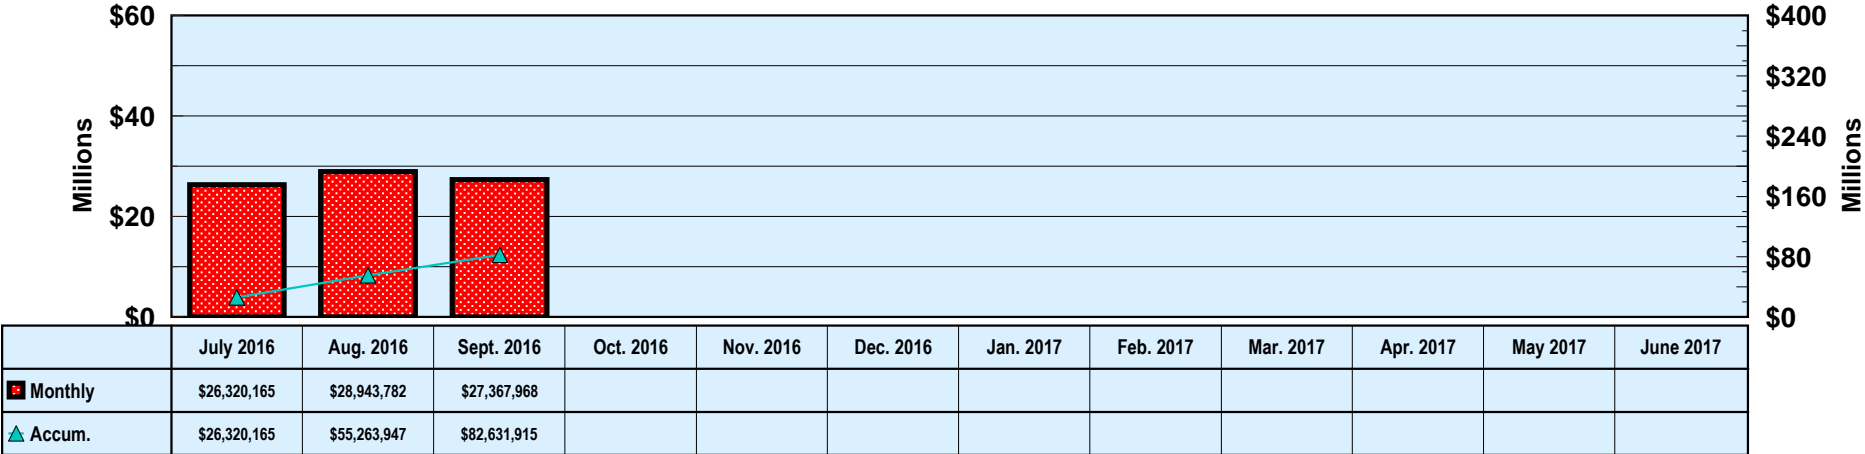 $60
$40
$20
$0
Millions
$400
$320
$240
$160
$80
$0
Millions
July 2016 Aug. 2016 Sept. 2016 Oct. 2016 Nov. 2016 Dec. 2016 Jan. 2017 Feb. 2017 Mar. 2017 Apr. 2017 May 2017 June 2017
Monthly $26,320,165 $28,943,782 $27,367,968
Accum. $26,320,165 $55,263,947 $82,631,915